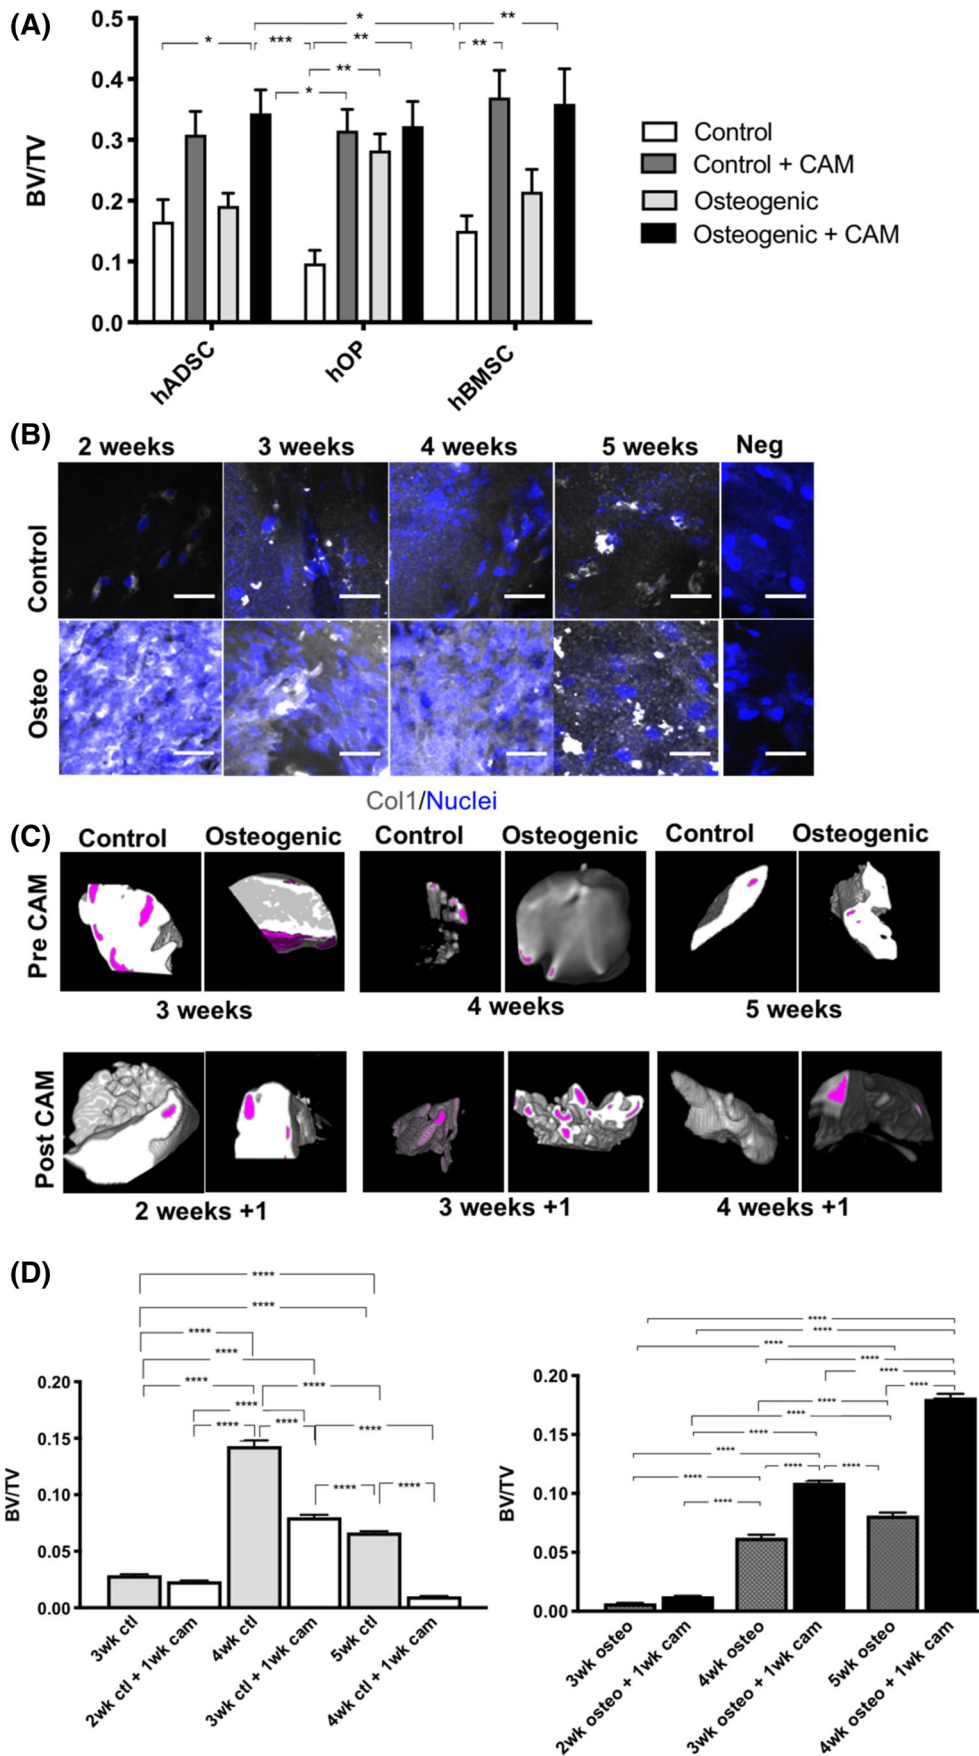 (A)
0.5
0.4
0.3
0.2
0.1
0.0
BV/TV
*
**
*
***
**
**
**
*
hADSC
hOP
hBMSC
Control
Control + CAM
Osteogenic
Osteogenic + CAM
(B)
2 weeks 3 weeks 4 weeks 5 weeks Neg
Control
Osteo
Col1/Nuclei
(C)
Control Osteogenic Control Osteogenic Control Osteogenic
Pre CAM
3 weeks 4 weeks 5 weeks
Post CAM
2 weeks +1 3 weeks +1 4 weeks +1
(D)
****
****
****
****
**** ****
****
**** **** ****
**** ****
0.20
0.15
0.10
0.05
0.00
BV/TV
3wk ctl
2wk ctl + 1wk cam
4wk ctl
3wk ctl + 1wk cam
5wk ctl
4wk ctl + 1wk cam
****
****
****
****
****
****
****
****
****
****
**** ****
****
****
0.20
0.15
0.10
0.05
0.00
BV/TV
3wk osteo
2wk osteo + 1wk cam
4wk osteo
3wk osteo + 1wk cam
5wk osteo
4wk osteo + 1wk cam